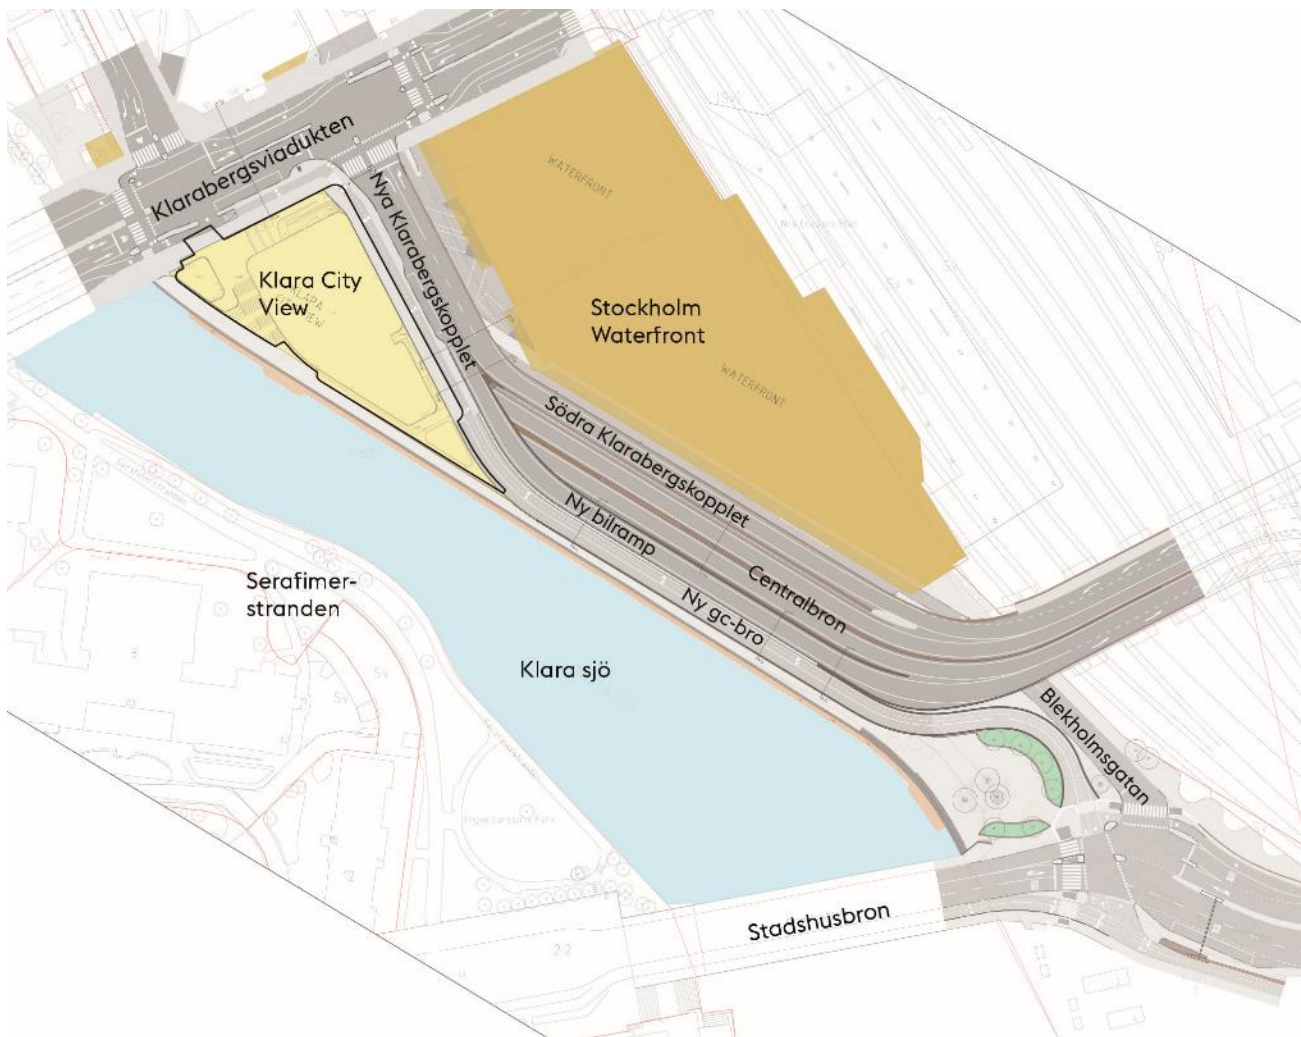 Klarabergsviadukten
WATERFRONT
Nya Klarabergskopplet
Klara City
View
KLARA
Stockholm
Waterfront
WATERFRONT
Södra Klarabergskopplet
Ny bilramp
Centralbron
Ny gc-bro
Serafimer-
stranden
Klara sjö
Blekholmsgatan
Stadshusbron